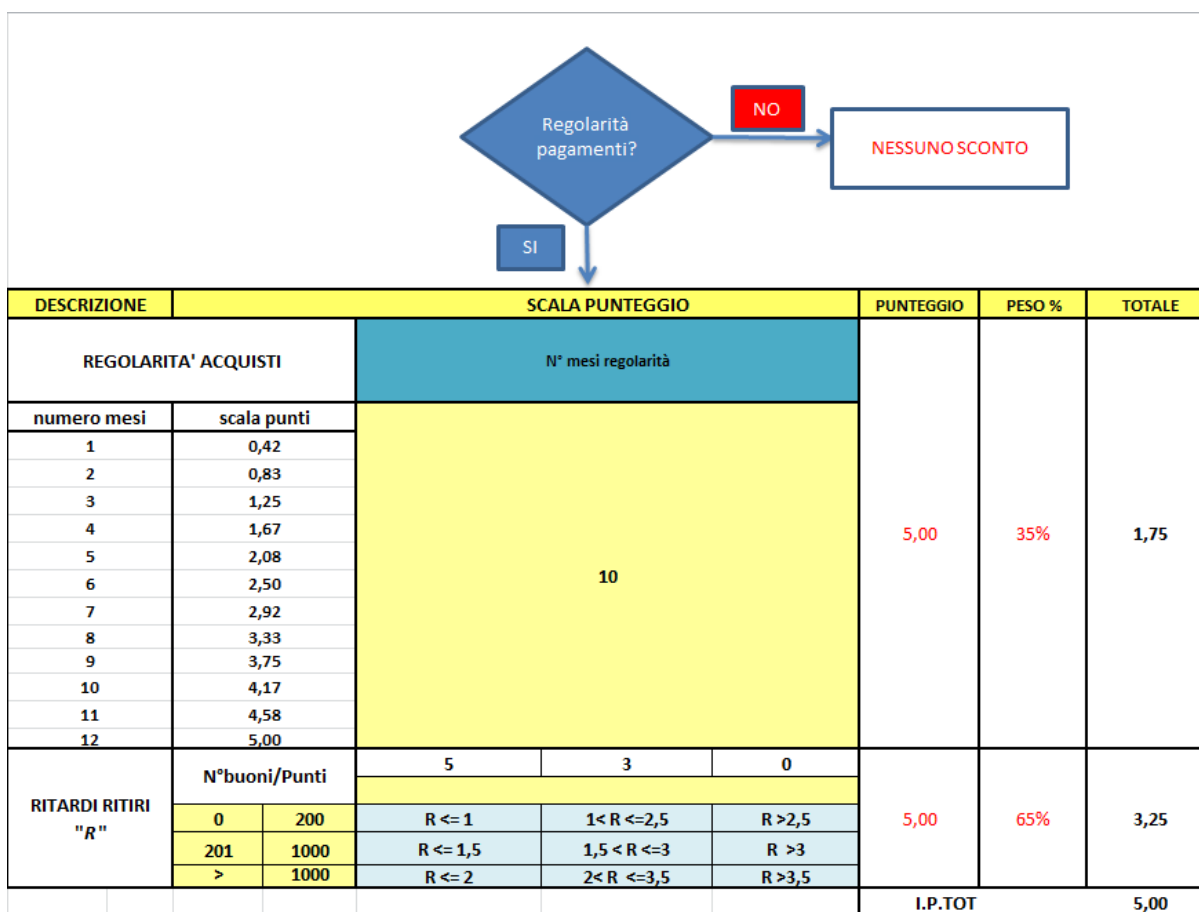 Regolarità
pagamenti?
NO
NESSUNO SCONTO
SI
DESCRIZIONE SCALA PUNTEGGIO PUNTEGGIO PESO % TOTALE
REGOLARITA' ACQUISTI N° mesi regolarità
numero mesi scala punti
1 0,42
2 0,83
3 1,25
4 1,67
5 2,08
6 2,50
7 2,92
8 3,33
9 3,75
10 4,17
11 4,58
12 5,00
10
5,00 35% 1,75
RITARDI RITIRI
"R"
N°buoni/Punti 5 3 0
0 200 R <= 1 1< R <=2,5 R >2,5
201 1000 R <= 1,5 1,5 < R <=3 R >3
> 1000 R <= 2 2< R <=3,5 R >3,5
5,00 65% 3,25
I.P.TOT 5,00